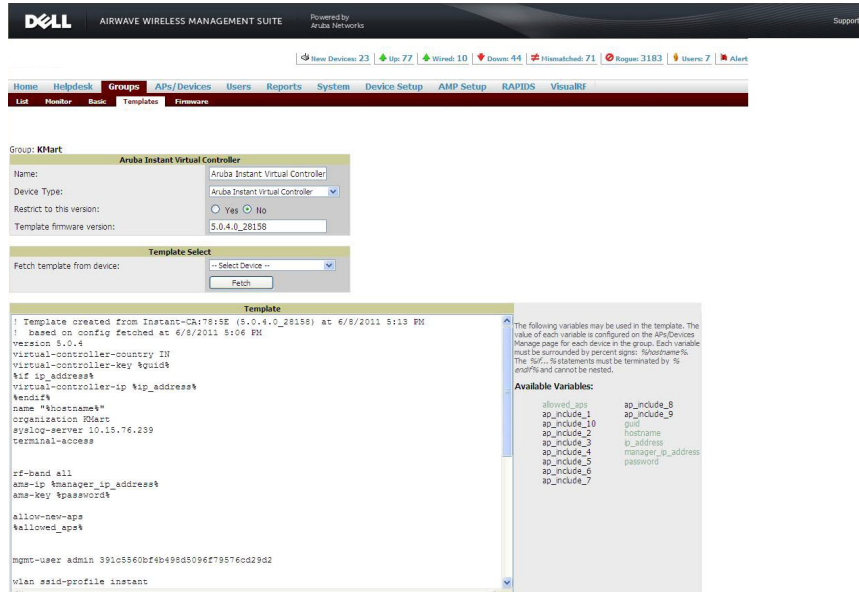 DELL AIRWAVE WIRELESS MANAGEMENT SUITE Powered by
Aruba Networks
Support
New Devices: 23 Up: 77 Wired: 10 Down: 44 Mismatched: 71 Rogue: 3183 Users: 7 Alert
Home Helpdesk Groups APs/Devices Users Reports System Device Setup AMP Setup RAPIDS VisualRF
List Monitor Basic Templates Firmware
Group: KMart
Aruba Instant Virtual Controller
Name: Aruba Instant Virtual Controller
Device Type: Aruba Instant Virtual Controller
Restrict to this version: Yes No
Template firmware version: 5.0.4.0_28158
Template Select
Fetch template from device: -- Select Device --
Fetch
Template
! Template created from Instant-CA:78:5E (5.0.4.0_28158) at 6/8/2011 5:13 PM
! based on config fetched at 6/8/2011 5:06 PM
version 5.0.4
virtual-controller-country IN
virtual-controller-key %guid%
%if ip_address%
virtual-controller-ip %ip_address%
%endif%
name "%hostname%"
organization KMart
syslog-server 10.15.76.239
terminal-access
rf-band all
ams-ip %manager_ip_address%
ams-key %password%
allow-new-aps
%allowed_aps%
mgmt-user admin 391c5560bf4b498d5096f79576cd29d2
wlan ssid-profile instant
The following variables may be used in the template. The
value of each variable is configured on the APs/Devices
Manage page for each device in the group. Each variable
must be surrounded by percent signs: %hostname%.
The %if... % statements must be terminated by %
endif% and cannot be nested.
Available Variables:
allowed_aps ap_include_8
ap_include_1 ap_include_9
ap_include_10 guid
ap_include_2 hostname
ap_include_3 ip_address
ap_include_4 manager_ip_address
ap_include_5 password
ap_include_6
ap_include_7